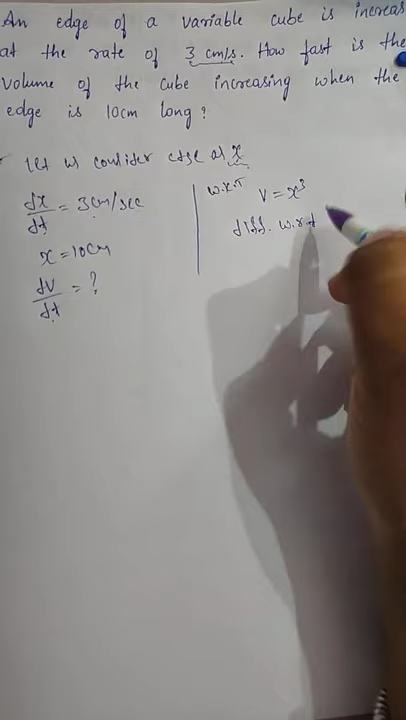 An edge of a variable cube is increas
at the rate of 3 cm/s. How fast is the
volume of the cube increasing when the
edge is 10cm long?
let us consider edge as x
dx/dt = 3cm/sec
x = 10cm
dv/dt = ?
w.k.T
V = x³
diff. w.r.t